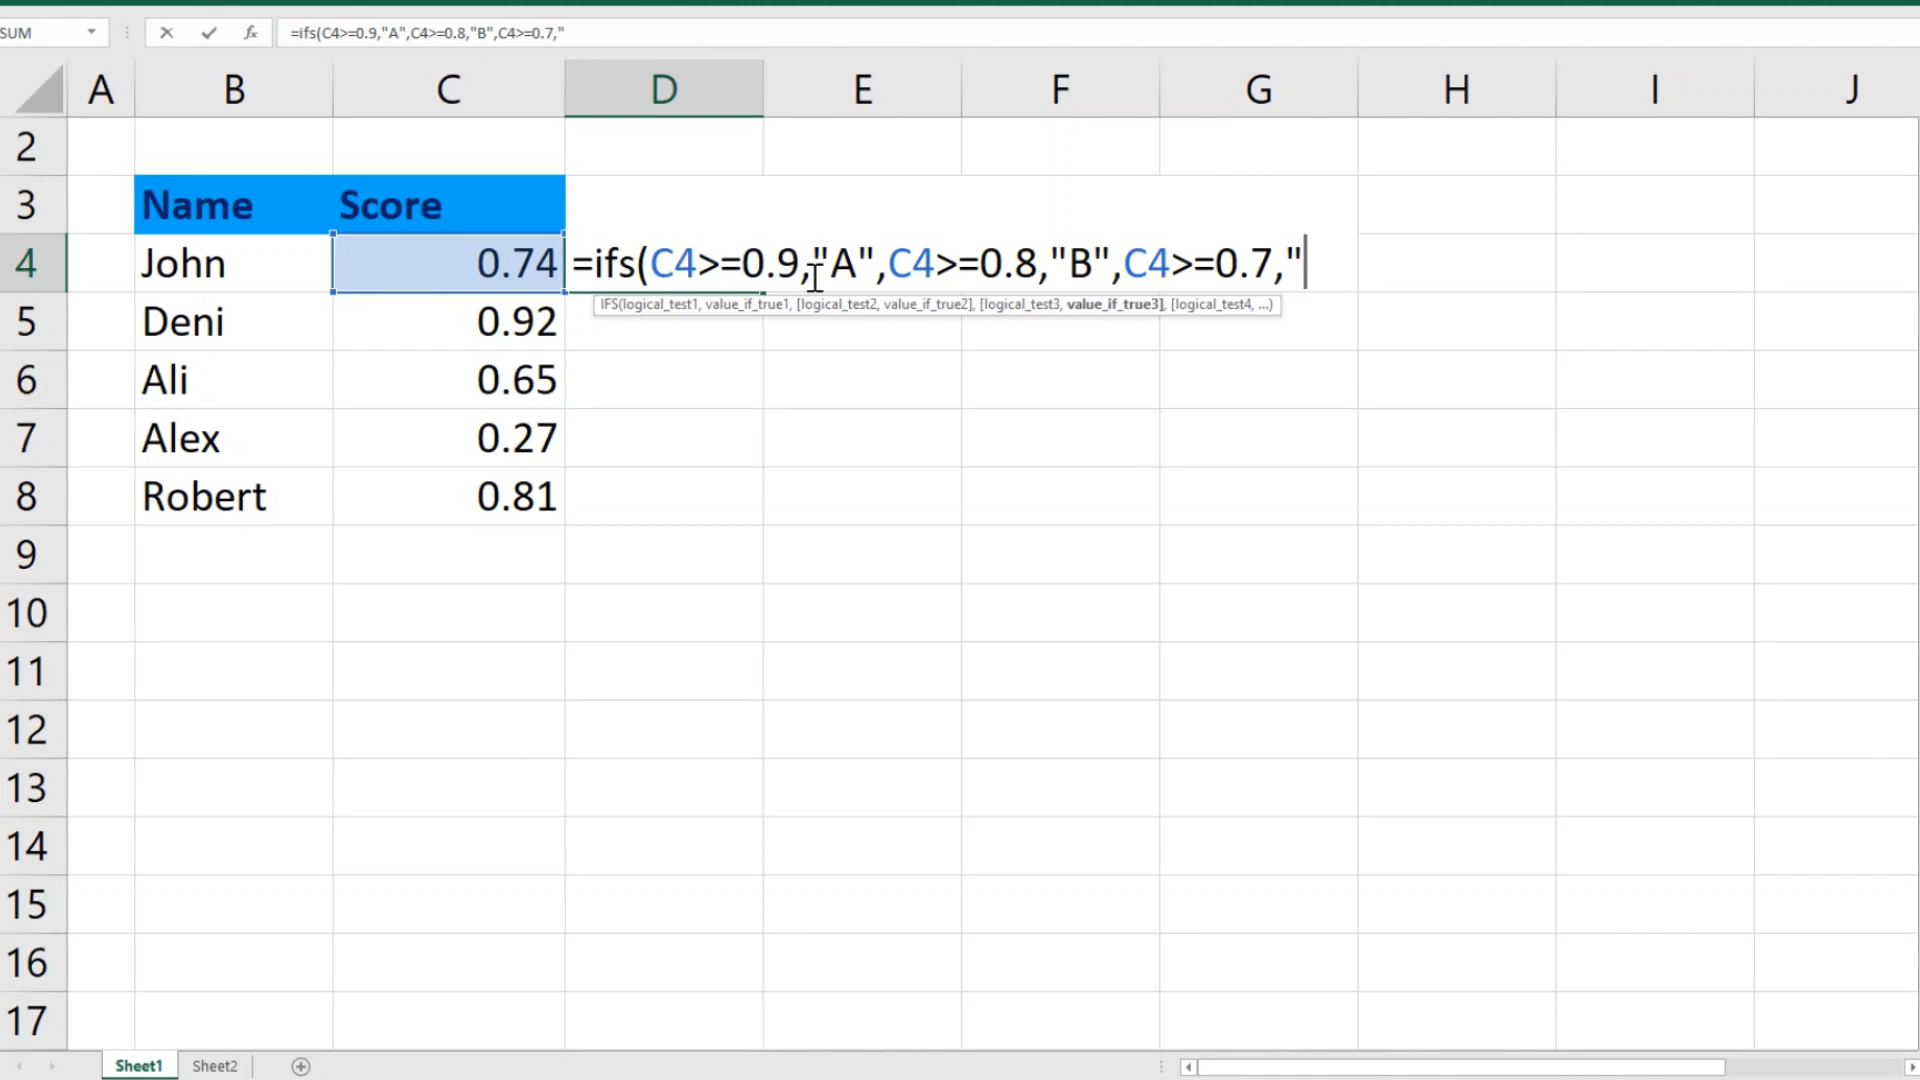 SUM fx =ifs(C4>=0.9,"A",C4>=0.8,"B",C4>=0.7,"
A B C D E F G H I J
2
3 Name Score
4 John 0.74 =ifs(C4>=0.9,"A",C4>=0.8,"B",C4>=0.7,"
IFS(logical_test1, value_if_true1, [logical_test2, value_if_true2], [logical_test3, value_if_true3], [logical_test4, ...)
5 Deni 0.92
6 Ali 0.65
7 Alex 0.27
8 Robert 0.81
9
10
11
12
13
14
15
16
17
Sheet1 Sheet2